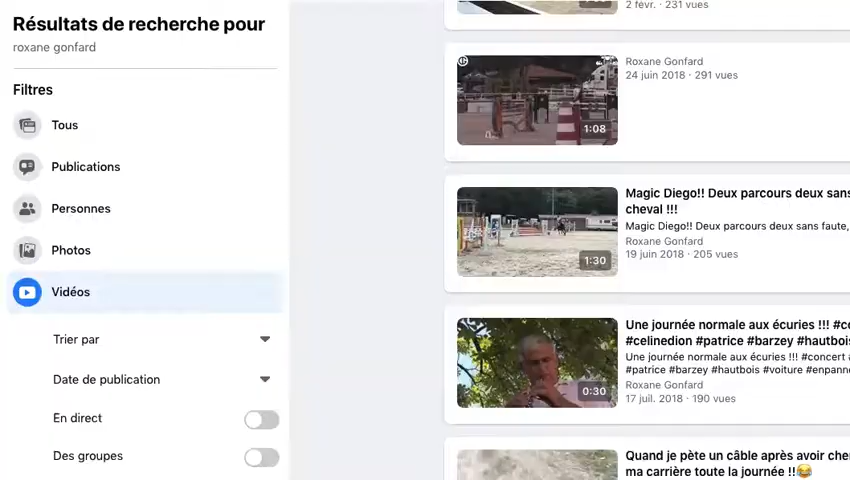 Résultats de recherche pour
roxane gonfard
Filtres
Tous
Publications
Personnes
Photos
Vidéos
Trier par
Date de publication
En direct
Des groupes
2 févr. · 231 vues
1:08
Roxane Gonfard
24 juin 2018 · 291 vues
1:30
Magic Diego!! Deux parcours deux sans
cheval !!!
Magic Diego!! Deux parcours deux sans faute,
Roxane Gonfard
19 juin 2018 · 205 vues
0:30
Une journée normale aux écuries !!! #co
#celinedion #patrice #barzey #hautbois
Une journée normale aux écuries !!! #concert
#patrice #barzey #hautbois #voiture #enpanne
Roxane Gonfard
17 juil. 2018 · 190 vues
Quand je pète un câble après avoir cher
ma carrière toute la journée !!😂